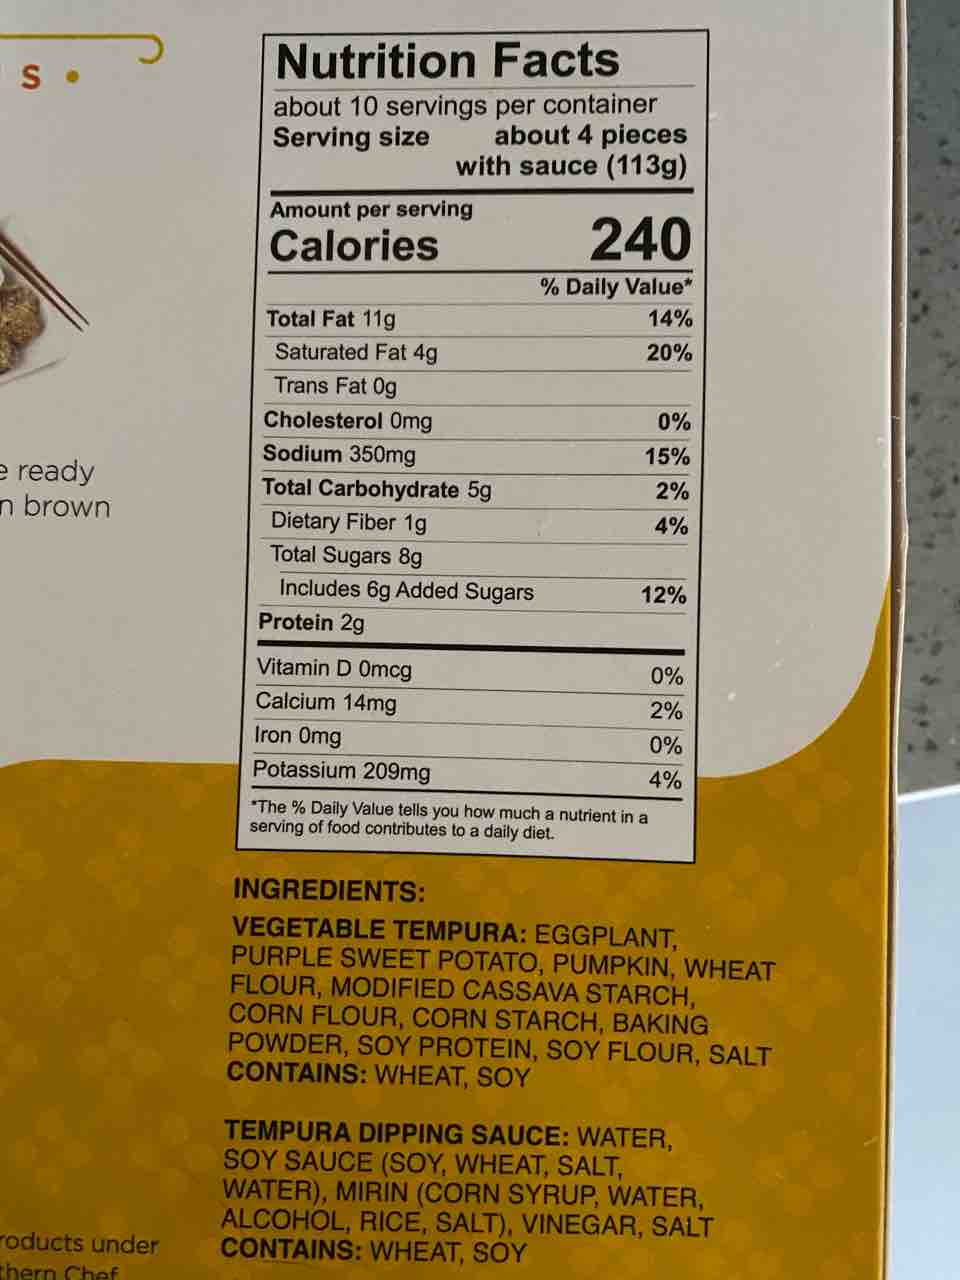 S •
Nutrition Facts
about 10 servings per container
Serving size about 4 pieces
with sauce (113g)
Amount per serving
Calories 240
% Daily Value*
Total Fat 11g 14%
Saturated Fat 4g 20%
Trans Fat 0g
Cholesterol 0mg 0%
Sodium 350mg 15%
Total Carbohydrate 5g 2%
Dietary Fiber 1g 4%
Total Sugars 8g
Includes 6g Added Sugars 12%
Protein 2g
Vitamin D 0mcg 0%
Calcium 14mg 2%
Iron 0mg 0%
Potassium 209mg 4%
*The % Daily Value tells you how much a nutrient in a
serving of food contributes to a daily diet.
e ready
n brown
INGREDIENTS:
VEGETABLE TEMPURA: EGGPLANT,
PURPLE SWEET POTATO, PUMPKIN, WHEAT
FLOUR, MODIFIED CASSAVA STARCH,
CORN FLOUR, CORN STARCH, BAKING
POWDER, SOY PROTEIN, SOY FLOUR, SALT
CONTAINS: WHEAT, SOY
TEMPURA DIPPING SAUCE: WATER,
SOY SAUCE (SOY, WHEAT, SALT,
WATER), MIRIN (CORN SYRUP, WATER,
ALCOHOL, RICE, SALT), VINEGAR, SALT
CONTAINS: WHEAT, SOY
roducts under
thern Chef